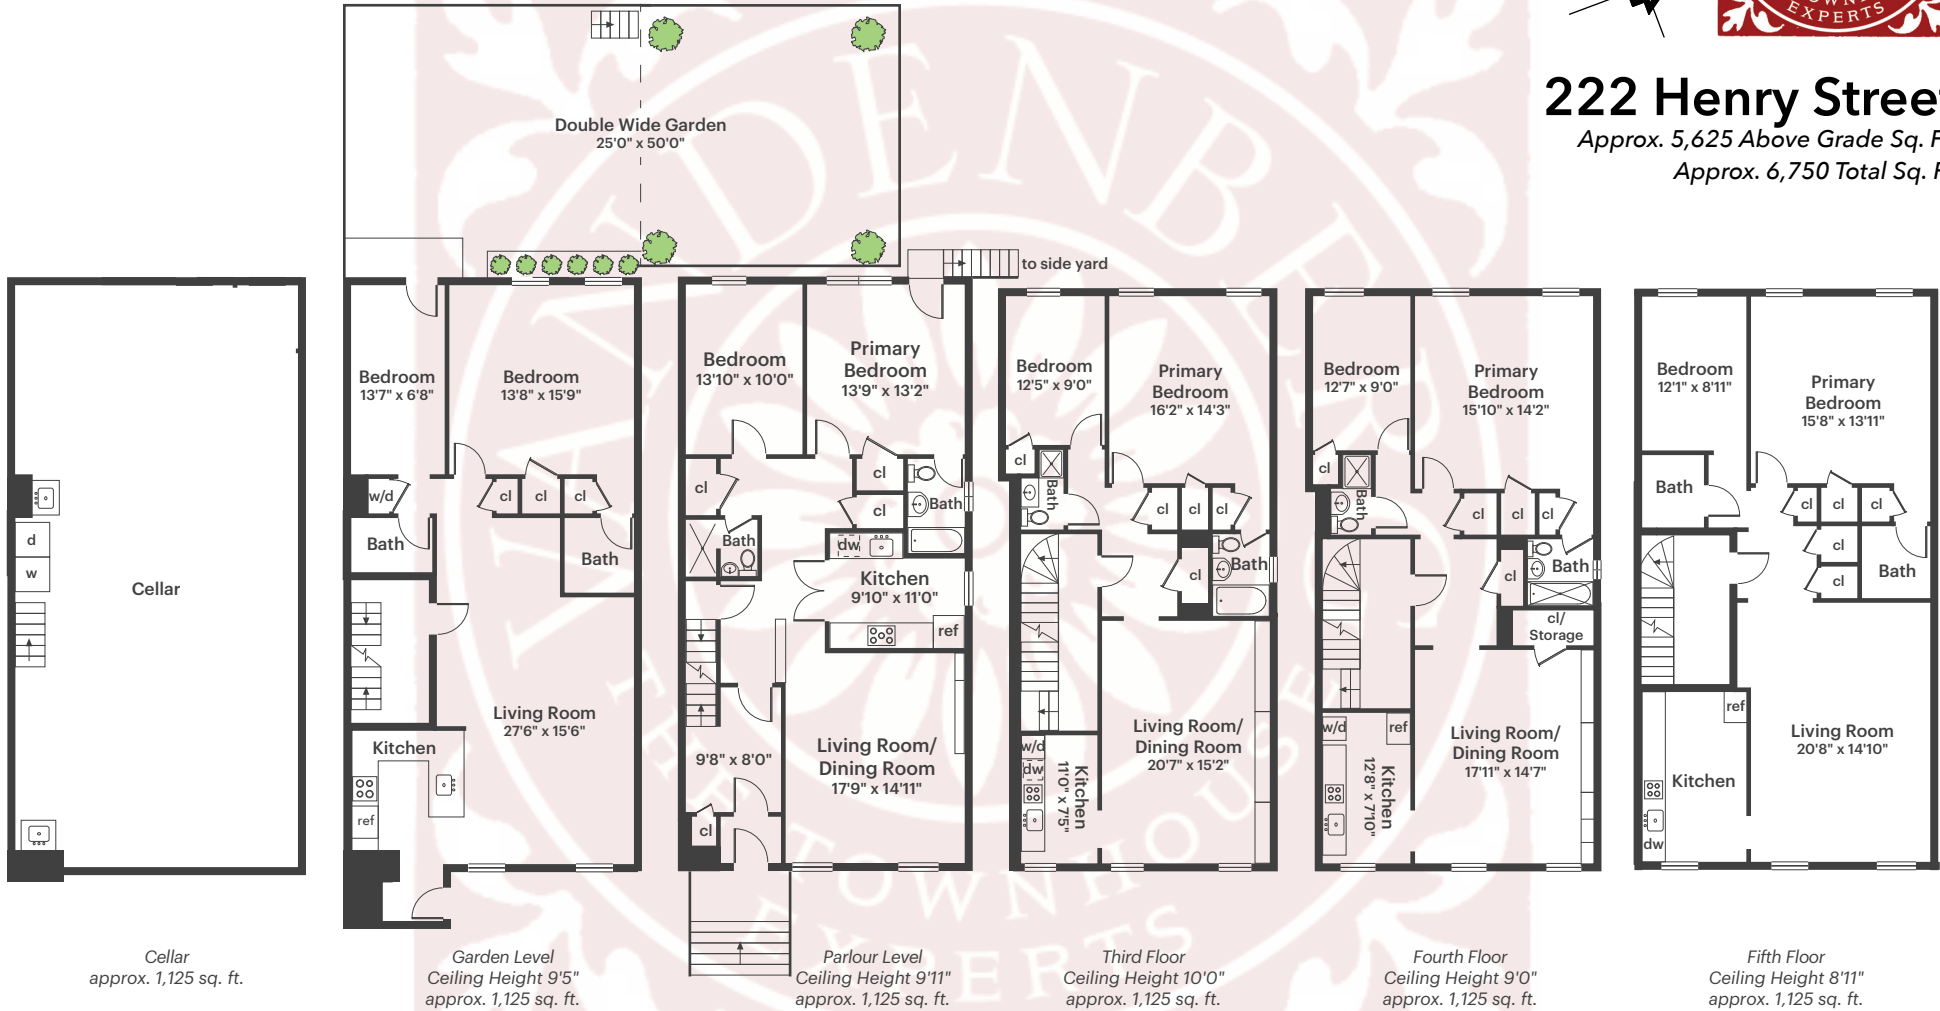 EXPERTS
222 Henry Street
Approx. 5,625 Above Grade Sq. F
Approx. 6,750 Total Sq. F
Double Wide Garden
25'0" x 50'0"
to side yard
d
w
Cellar
Cellar
approx. 1,125 sq. ft.
Bedroom
13'7" x 6'8"
Bedroom
13'8" x 15'9"
w/d
cl
cl
cl
Bath
Bath
Living Room
27'6" x 15'6"
Kitchen
ref
Garden Level
Ceiling Height 9'5"
approx. 1,125 sq. ft.
Bedroom
13'10" x 10'0"
Primary
Bedroom
13'9" x 13'2"
cl
cl
cl
Bath
Bath
dw
Kitchen
9'10" x 11'0"
ref
9'8" x 8'0"
Living Room/
Dining Room
17'9" x 14'11"
cl
Parlour Level
Ceiling Height 9'11"
approx. 1,125 sq. ft.
Bedroom
12'5" x 9'0"
Primary
Bedroom
16'2" x 14'3"
cl
Bath
cl
cl
cl
cl
Bath
Living Room/
Dining Room
20'7" x 15'2"
w/d
dw
Kitchen
11'0" x 7'5"
Third Floor
Ceiling Height 10'0"
approx. 1,125 sq. ft.
Bedroom
12'7" x 9'0"
Primary
Bedroom
15'10" x 14'2"
cl
Bath
cl
cl
cl
cl
Bath
cl/
Storage
w/d
ref
Kitchen
12'8" x 7'10"
Living Room/
Dining Room
17'11" x 14'7"
Fourth Floor
Ceiling Height 9'0"
approx. 1,125 sq. ft.
Bedroom
12'1" x 8'11"
Primary
Bedroom
15'8" x 13'11"
Bath
cl
cl
cl
cl
cl
Bath
ref
Living Room
20'8" x 14'10"
Kitchen
dw
Fifth Floor
Ceiling Height 8'11"
approx. 1,125 sq. ft.
VANDENBERG
THE TOWNHOUSE
EXPERTS